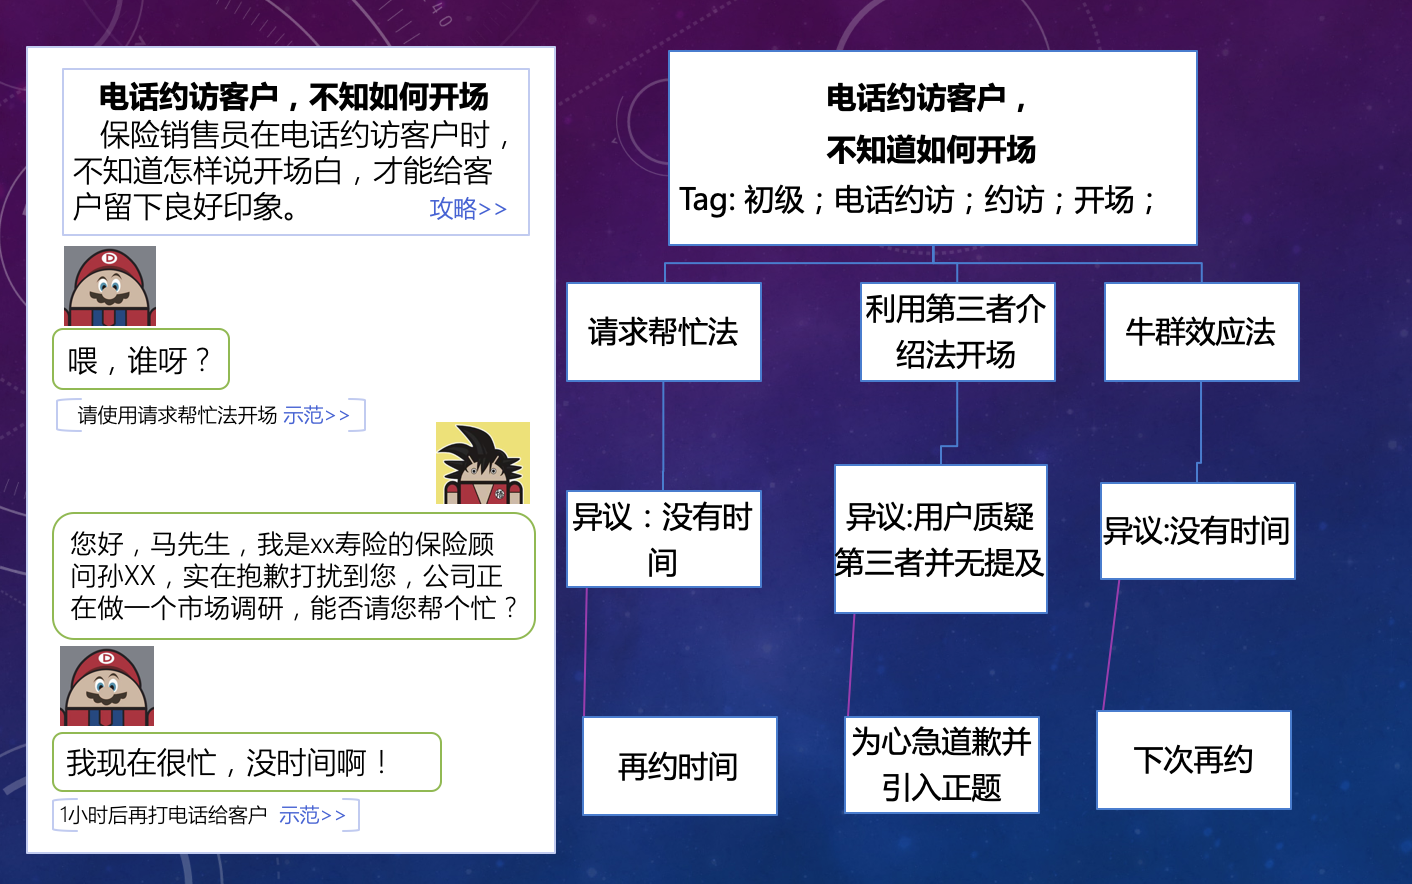 电话约访客户，不知如何开场
保险销售员在电话约访客户时，
不知道怎样说开场白，才能给客
户留下良好印象。 攻略>>
D
喂，谁呀？
请使用请求帮忙法开场 示范>>
您好，马先生，我是xx寿险的保险顾
问孙XX，实在抱歉打扰到您，公司正
在做一个市场调研，能否请您帮个忙？
D
我现在很忙，没时间啊！
1小时后再打电话给客户 示范>>
电话约访客户，
不知道如何开场
Tag: 初级；电话约访；约访；开场；
请求帮忙法
利用第三者介
绍法开场
牛群效应法
异议：没有时
间
异议:用户质疑
第三者并无提及
异议:没有时间
再约时间
为心急道歉并
引入正题
下次再约